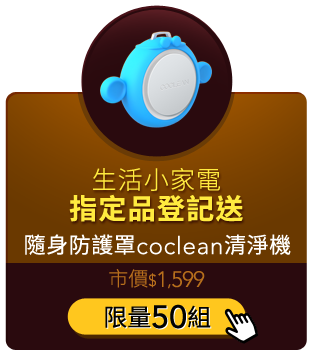 生活小家電
指定品登記送
隨身防護罩coclean清淨機
市價$1,599
限量50組